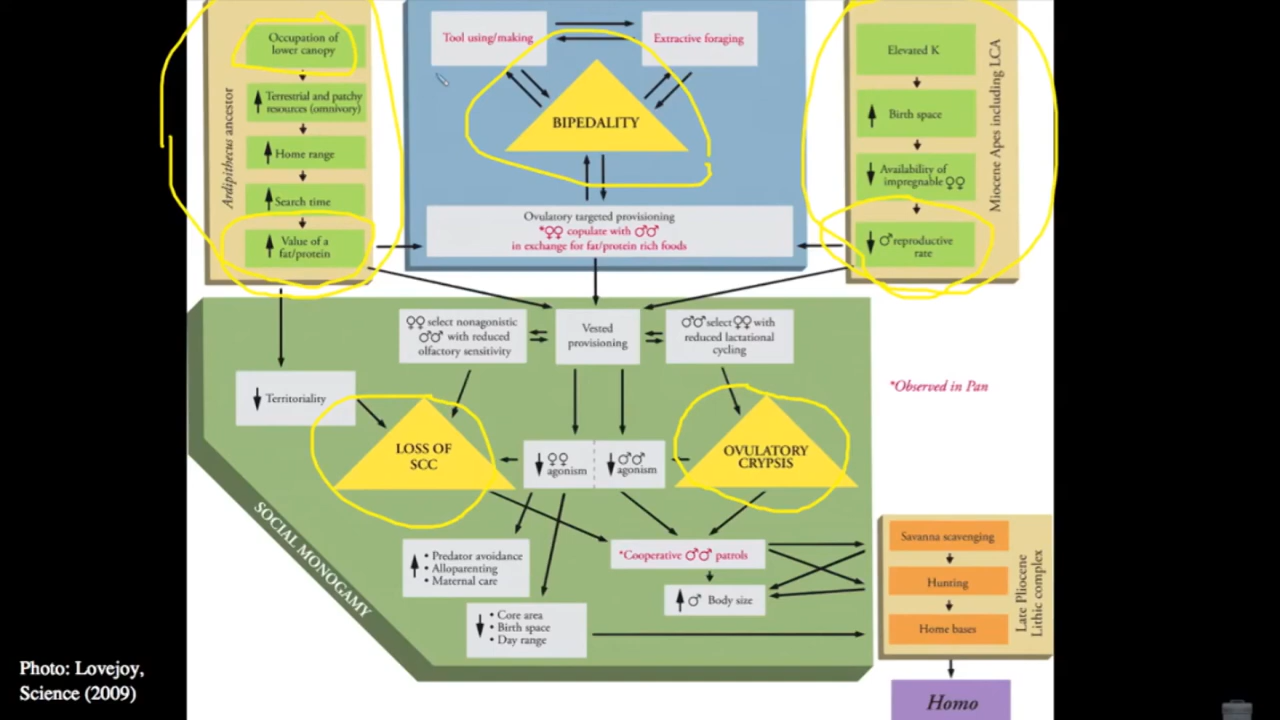 Occupation of
lower canopy
Terrestrial and patchy
resources (omnivory)
Home range
Search time
Value of a
fat/protein
Ardipithecus ancestor
Tool using/making
Extractive foraging
BIPEDALITY
Ovulatory targeted provisioning
*♀♀ copulate with ♂♂
in exchange for fat/protein rich foods
Elevated K
Birth space
Availability of
impregnable ♀♀
♂ reproductive
rate
Miocene Apes including LCA
♀♀ select nonagonistic
♂♂ with reduced
olfactory sensitivity
Vested
provisioning
♂♂ select ♀♀ with
reduced lactational
cycling
*Observed in Pan
Territoriality
LOSS OF
SCC
♀♀
agonism
♂♂
agonism
OVULATORY
CRYPSIS
SOCIAL MONOGAMY
• Predator avoidance
• Alloparenting
• Maternal care
*Cooperative ♂♂ patrols
♂ Body size
• Core area
• Birth space
• Day range
Savanna scavenging
Hunting
Home bases
Late Pliocene
Lithic complex
Homo
Photo: Lovejoy,
Science (2009)